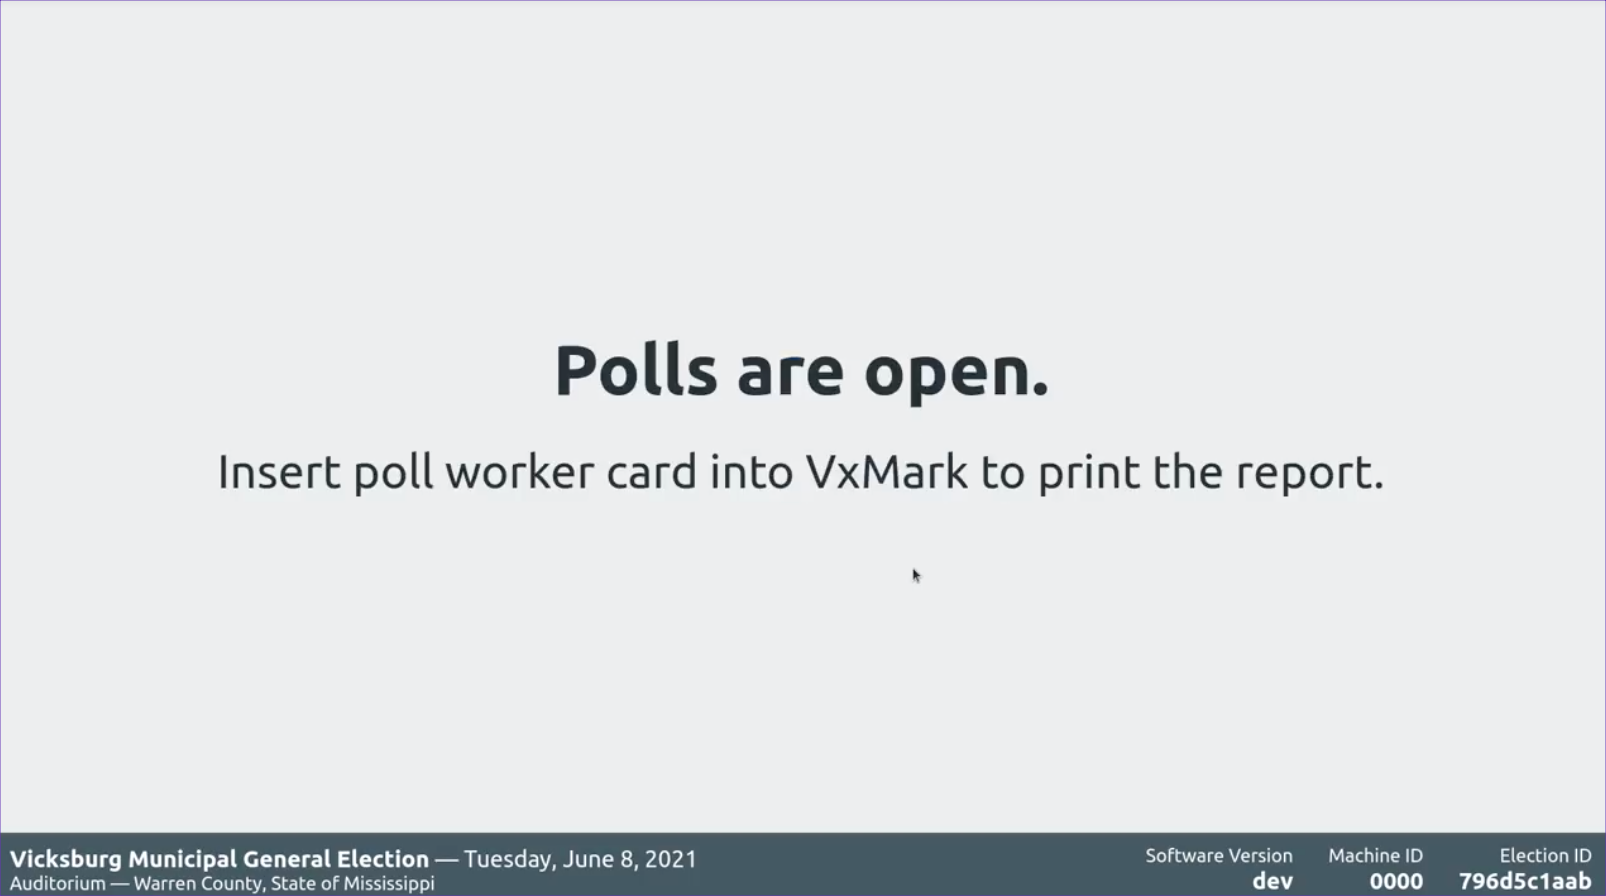 Polls are open.
Insert poll worker card into VxMark to print the report.
Vicksburg Municipal General Election — Tuesday, June 8, 2021
Auditorium — Warren County, State of Mississippi
Software Version
dev
Machine ID
0000
Election ID
796d5c1aab